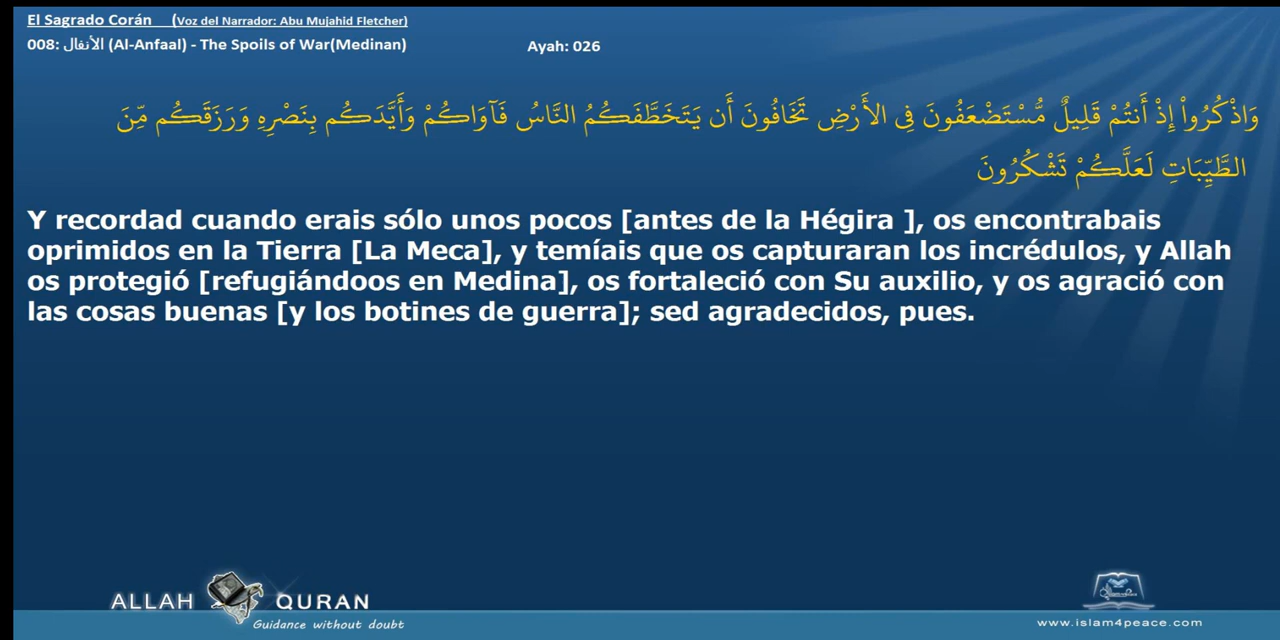 El Sagrado Corán (Voz del Narrador: Abu Mujahid Fletcher)
008: الأنفال (Al-Anfaal) - The Spoils of War(Medinan) Ayah: 026
وَاذْكُرُواْ إِذْ أَنتُمْ قَلِيلٌ مُّسْتَضْعَفُونَ فِي الأَرْضِ تَخَافُونَ أَن يَتَخَطَّفَكُمُ النَّاسُ فَآوَاكُمْ وَأَيَّدَكُم بِنَصْرِهِ وَرَزَقَكُم مِّنَ
الطَّيِّبَاتِ لَعَلَّكُمْ تَشْكُرُونَ
Y recordad cuando erais sólo unos pocos [antes de la Hégira ], os encontrabais
oprimidos en la Tierra [La Meca], y temíais que os capturaran los incrédulos, y Allah
os protegió [refugiándoos en Medina], os fortaleció con Su auxilio, y os agració con
las cosas buenas [y los botines de guerra]; sed agradecidos, pues.
ALLAH QURAN
Guidance without doubt
www.islam4peace.com